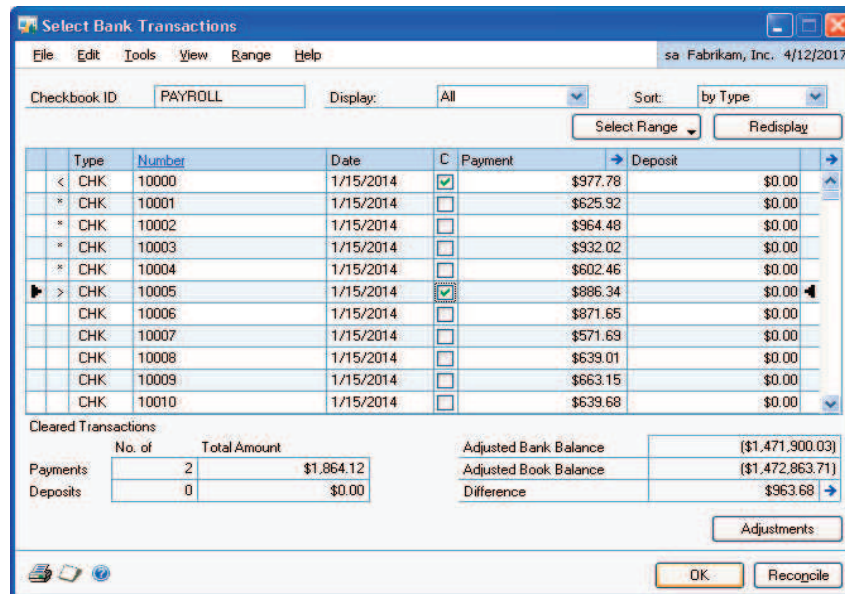 Select Bank Transactions
File Edit Tools View Range Help sa Fabrikam, Inc. 4/12/2017
Checkbook ID PAYROLL Display: All Sort: by Type
Select Range Redisplay
Type Number Date C Payment Deposit
< CHK 10000 1/15/2014 $977.78 $0.00
* CHK 10001 1/15/2014 $625.92 $0.00
* CHK 10002 1/15/2014 $964.48 $0.00
* CHK 10003 1/15/2014 $932.02 $0.00
* CHK 10004 1/15/2014 $602.46 $0.00
> CHK 10005 1/15/2014 $886.34 $0.00
CHK 10006 1/15/2014 $871.65 $0.00
CHK 10007 1/15/2014 $571.69 $0.00
CHK 10008 1/15/2014 $639.01 $0.00
CHK 10009 1/15/2014 $663.15 $0.00
CHK 10010 1/15/2014 $639.68 $0.00
Cleared Transactions
No. of Total Amount Adjusted Bank Balance ($1,471,900.03)
Payments 2 $1,864.12 Adjusted Book Balance ($1,472,863.71)
Deposits 0 $0.00 Difference $963.68
Adjustments
OK Reconcile